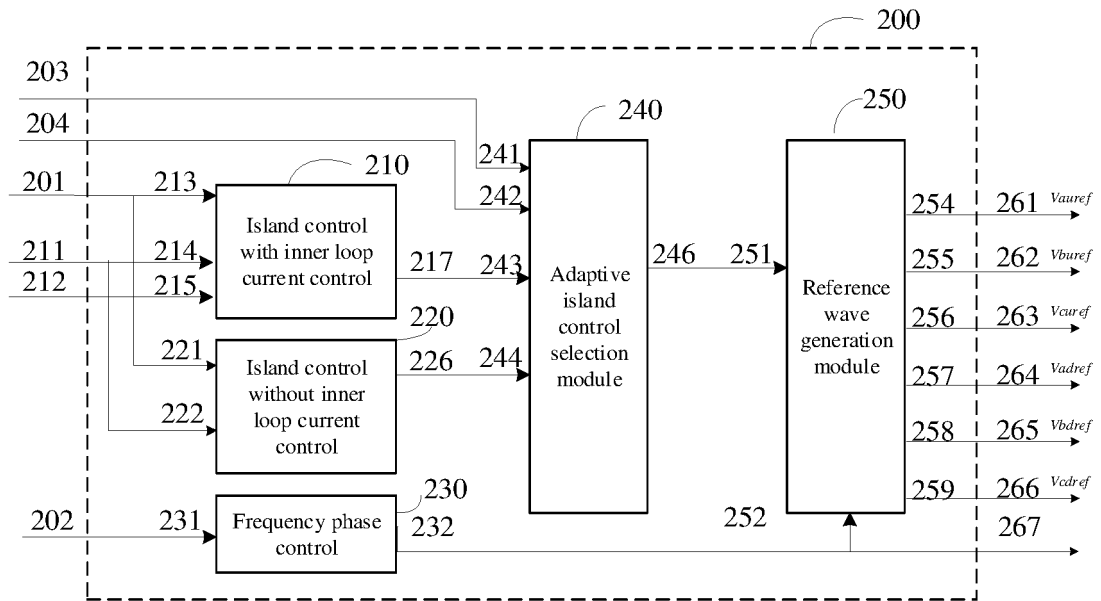 200
203
240
250
204
210
241
201
213
242
254
261
Vauref
Island control
with inner loop
current control
211
214
217
243
246
251
255
262
Vburef
212
215
Adaptive
island
control
selection
module
Reference
wave
generation
module
220
256
263
Vcuref
221
226
244
Island control
without inner
loop current
control
257
264
Vadref
222
258
265
Vbdref
230
259
266
Vcdref
202
231
Frequency phase
control
232
252
267